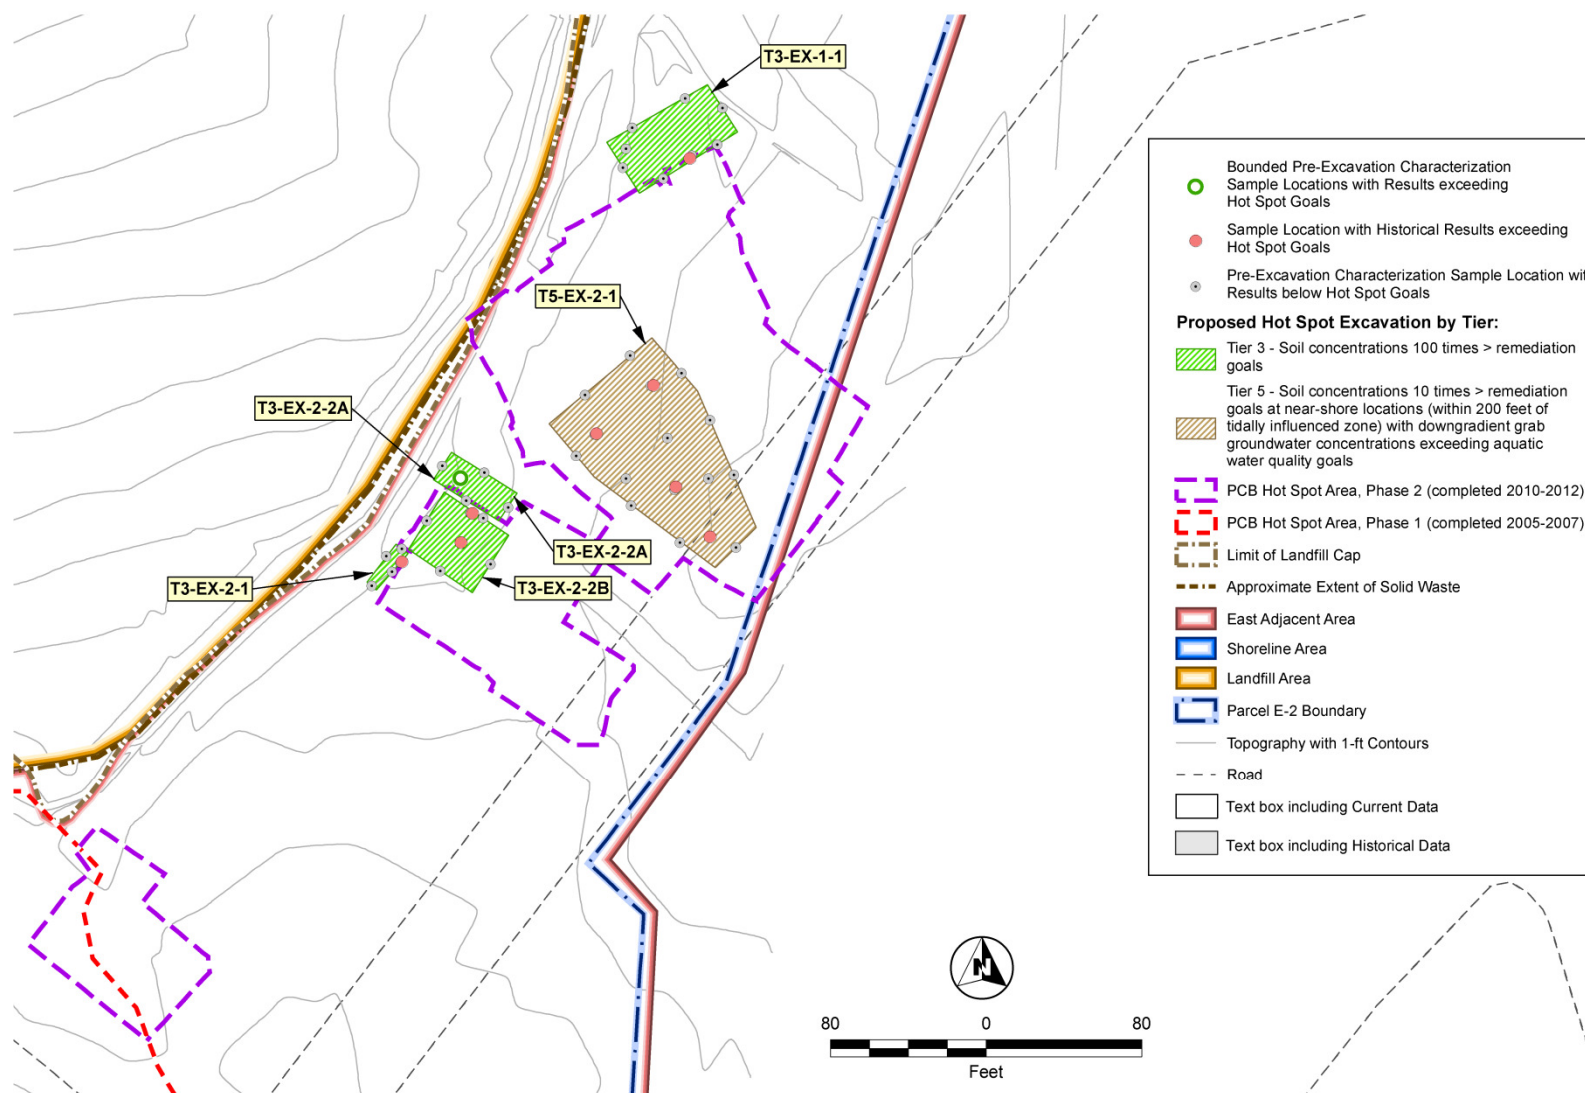 T3-EX-1-1
T5-EX-2-1
T3-EX-2-2A
T3-EX-2-2A
T3-EX-2-1
T3-EX-2-2B
Bounded Pre-Excavation Characterization
Sample Locations with Results exceeding
Hot Spot Goals
Sample Location with Historical Results exceeding
Hot Spot Goals
Pre-Excavation Characterization Sample Location wit
Results below Hot Spot Goals
Proposed Hot Spot Excavation by Tier:
Tier 3 - Soil concentrations 100 times > remediation
goals
Tier 5 - Soil concentrations 10 times > remediation
goals at near-shore locations (within 200 feet of
tidally influenced zone) with downgradient grab
groundwater concentrations exceeding aquatic
water quality goals
PCB Hot Spot Area, Phase 2 (completed 2010-2012)
PCB Hot Spot Area, Phase 1 (completed 2005-2007)
Limit of Landfill Cap
Approximate Extent of Solid Waste
East Adjacent Area
Shoreline Area
Landfill Area
Parcel E-2 Boundary
Topography with 1-ft Contours
Road
Text box including Current Data
Text box including Historical Data
N
80 0 80
Feet